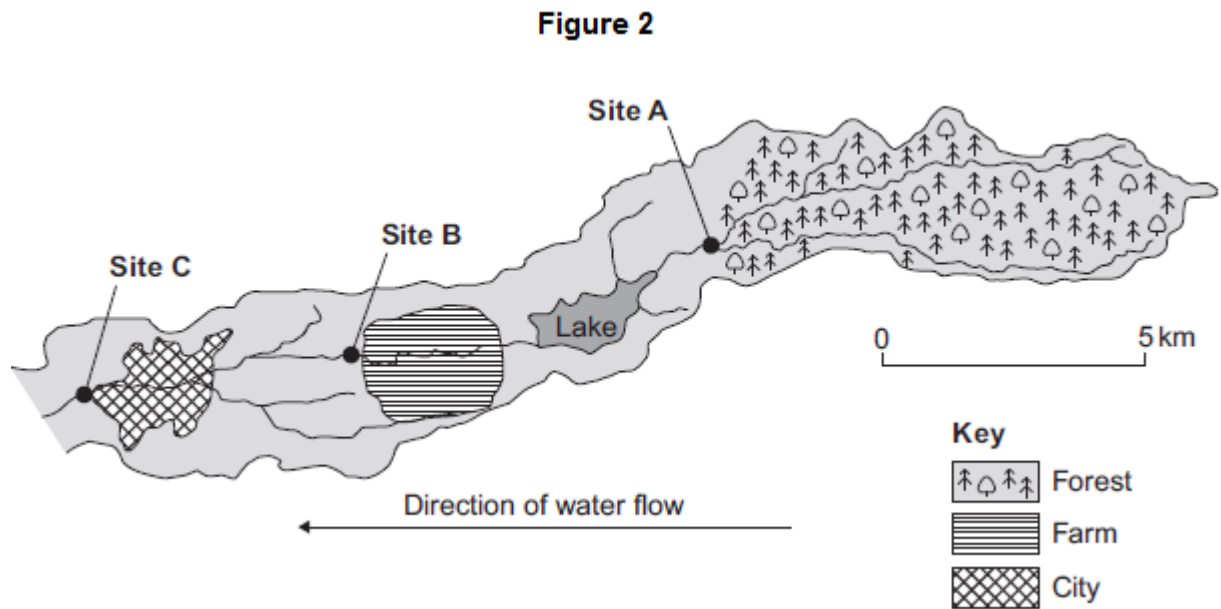 Figure 2
Site A
Site B
Site C
Lake
0
5 km
Direction of water flow
Key
Forest
Farm
City